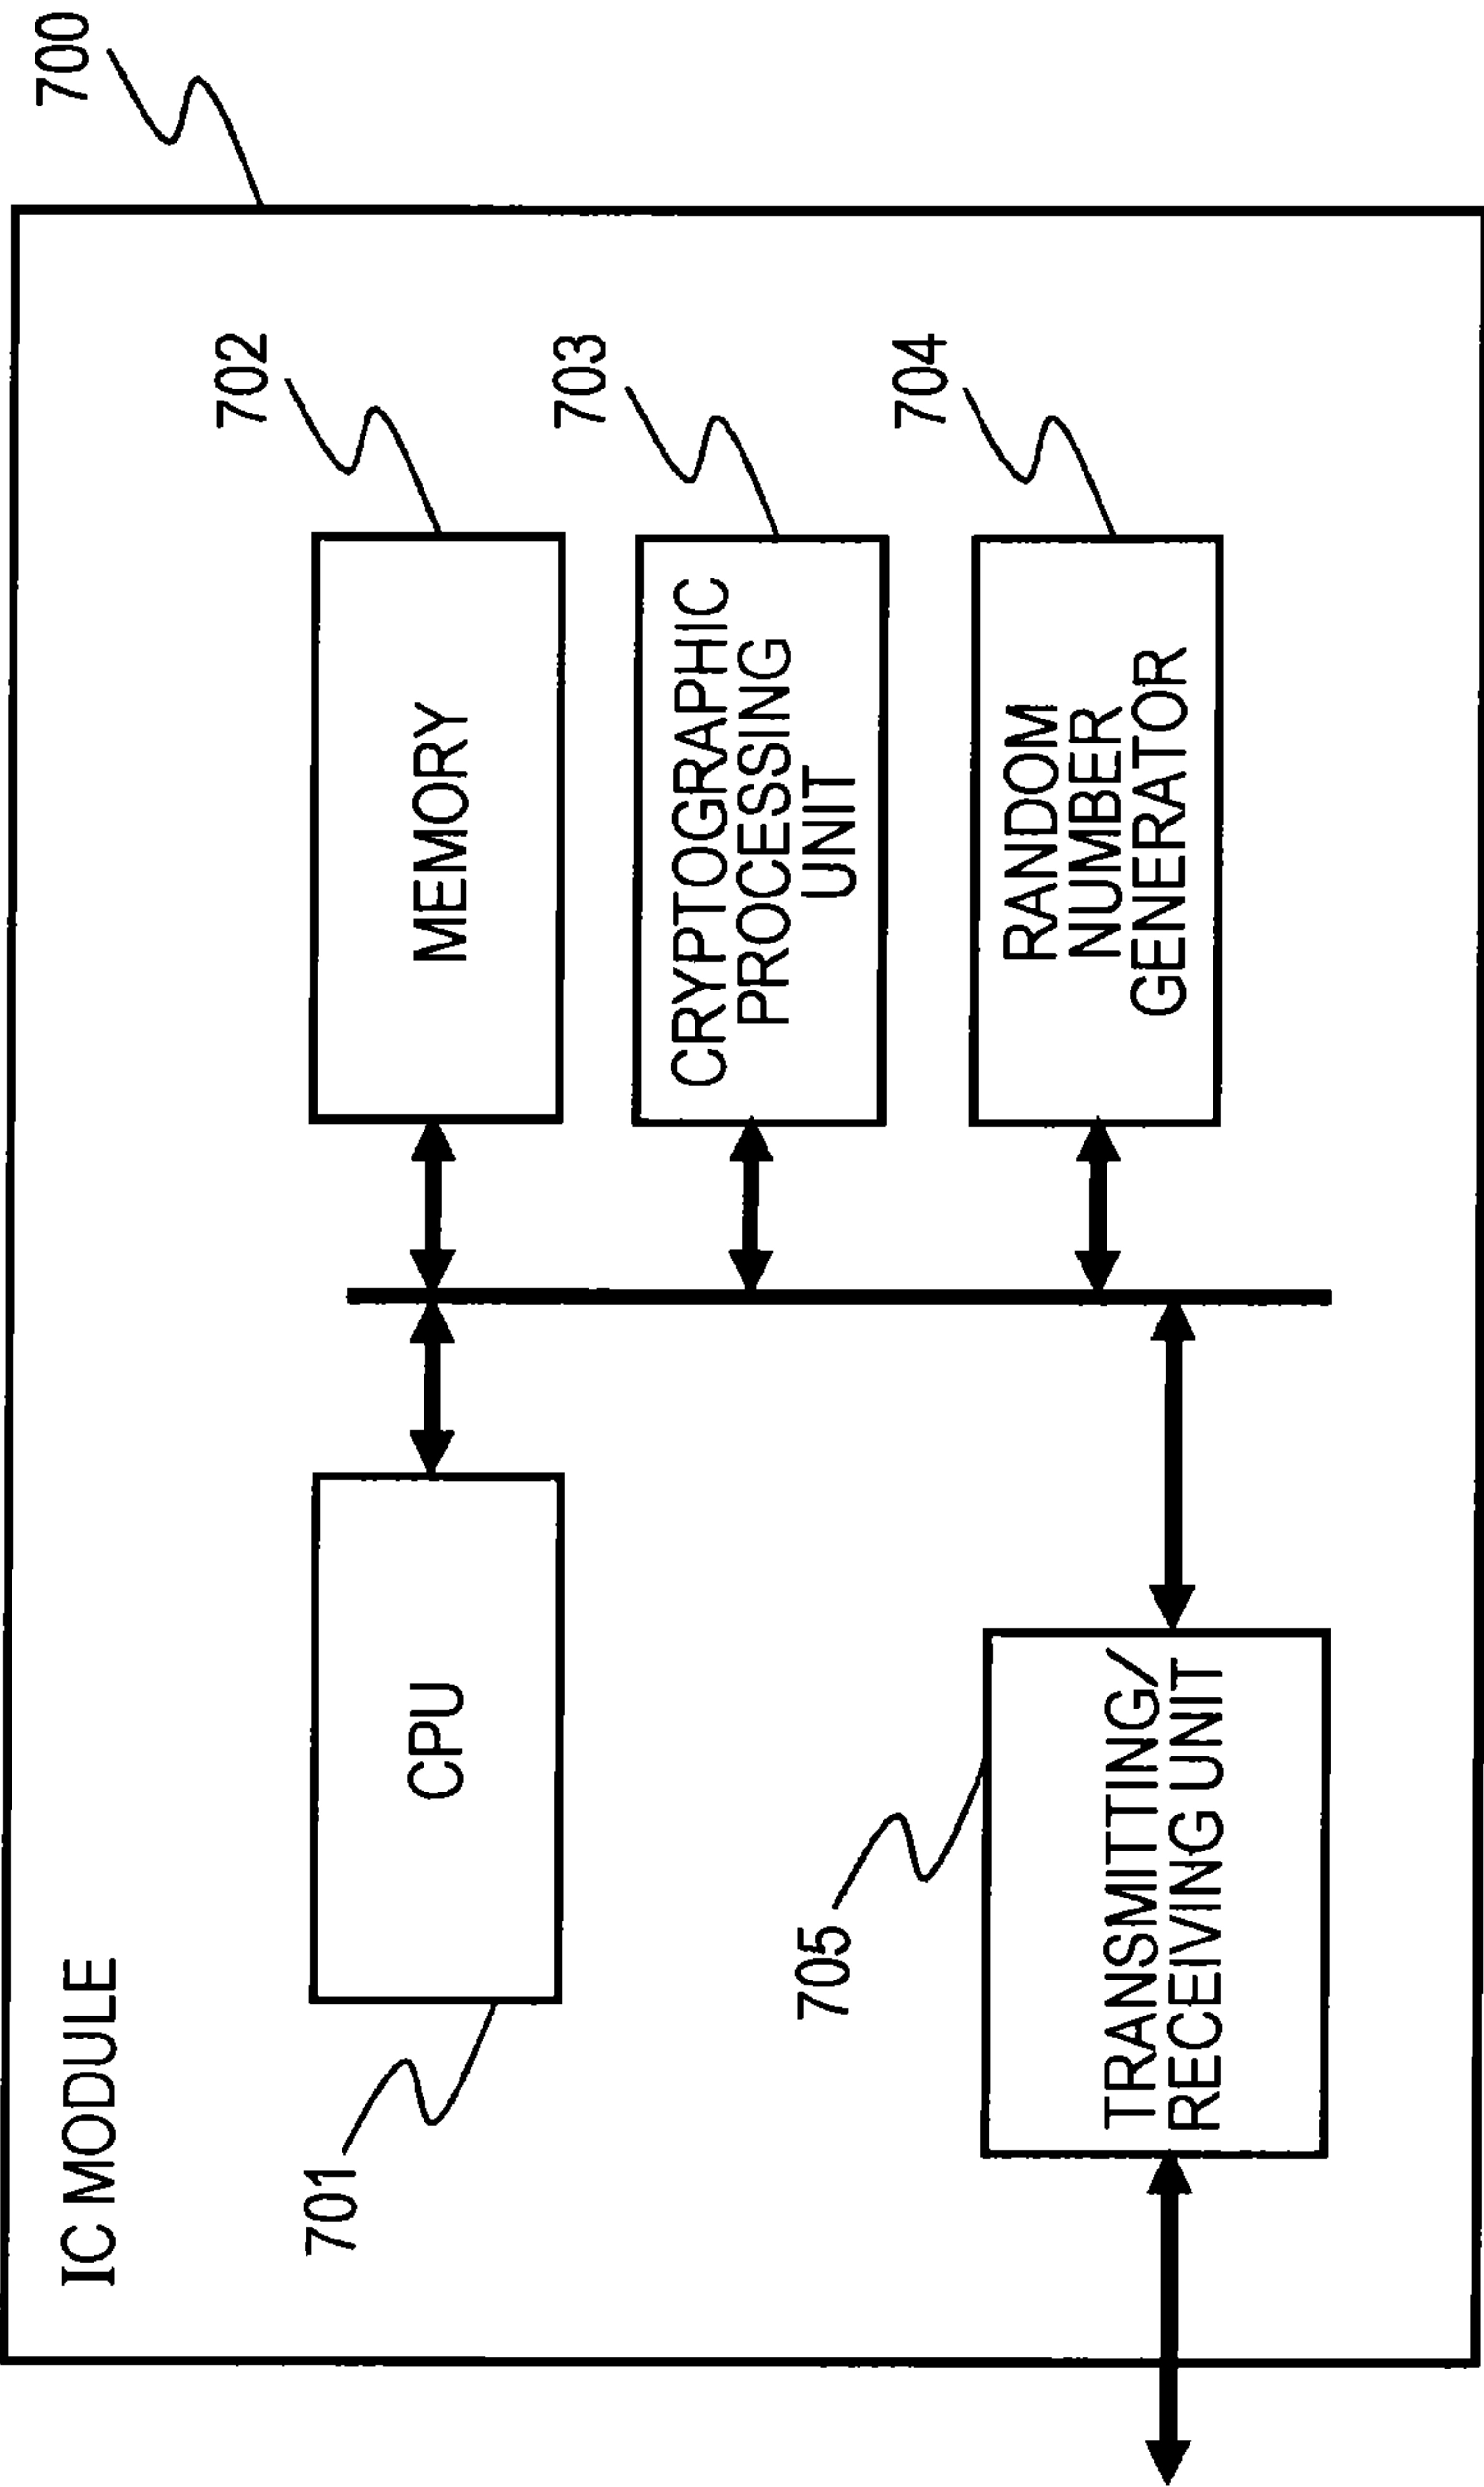 700
IC MODULE
701
CPU
702
MEMORY
703
CRYPTOGRAPHIC
PROCESSING
UNIT
704
RANDOM
NUMBER
GENERATOR
705
TRANSMITTING/
RECEIVING UNIT